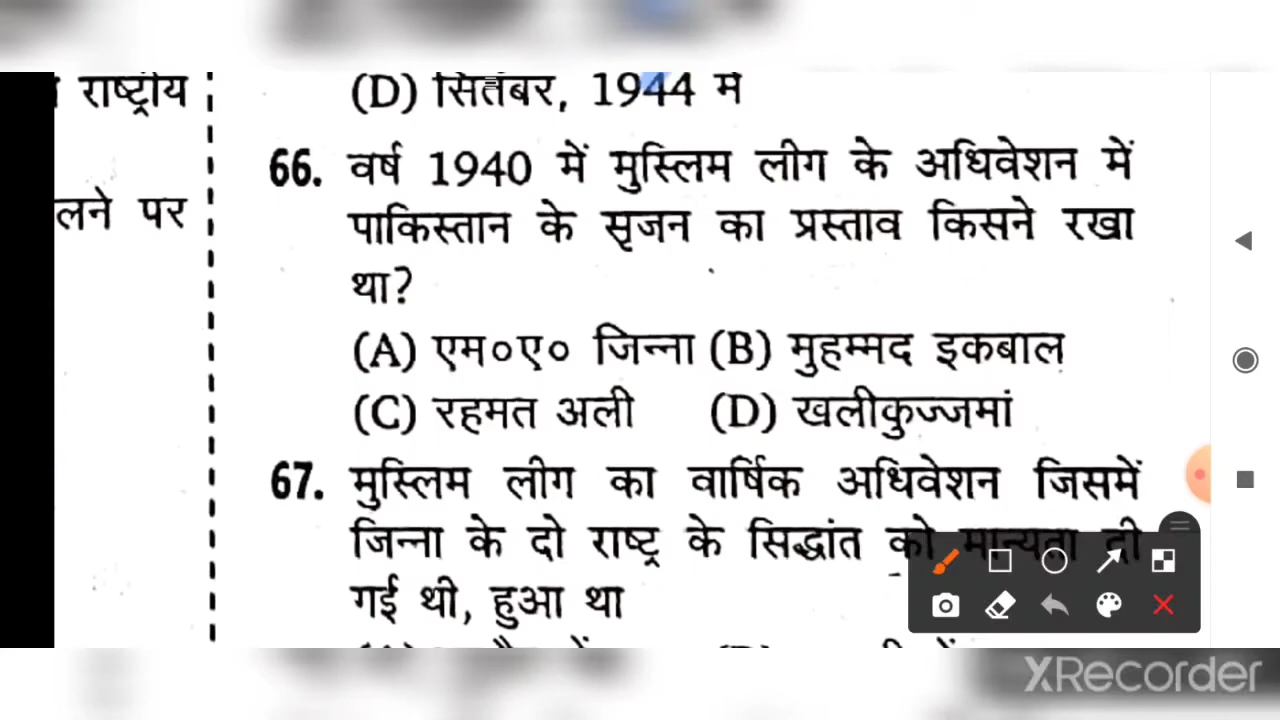 राष्ट्रीय
लने पर
(D) सितंबर, 1944 में
66. वर्ष 1940 में मुस्लिम लीग के अधिवेशन में
पाकिस्तान के सृजन का प्रस्ताव किसने रखा
था?
(A) एम०ए० जिन्ना (B) मुहम्मद इकबाल
(C) रहमत अली (D) खलीकुज्जमां
67. मुस्लिम लीग का वार्षिक अधिवेशन जिसमें
जिन्ना के दो राष्ट्र के सिद्धांत को मान्यता दी
गई थी, हुआ था
XRecorder